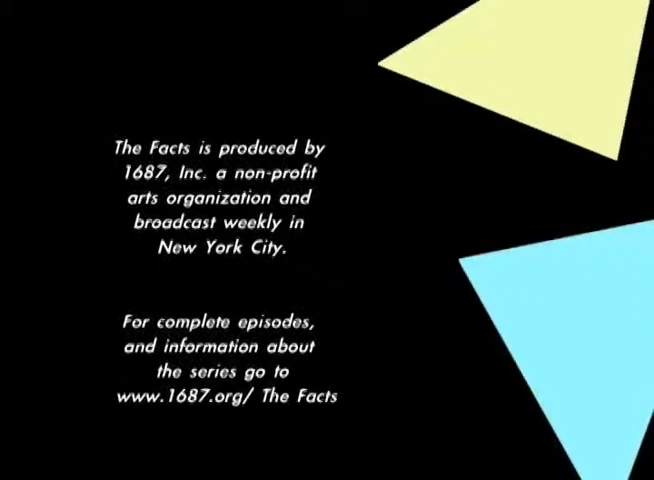 The Facts is produced by
1687, Inc. a non-profit
arts organization and
broadcast weekly in
New York City.
For complete episodes,
and information about
the series go to
www.1687.org/ The Facts